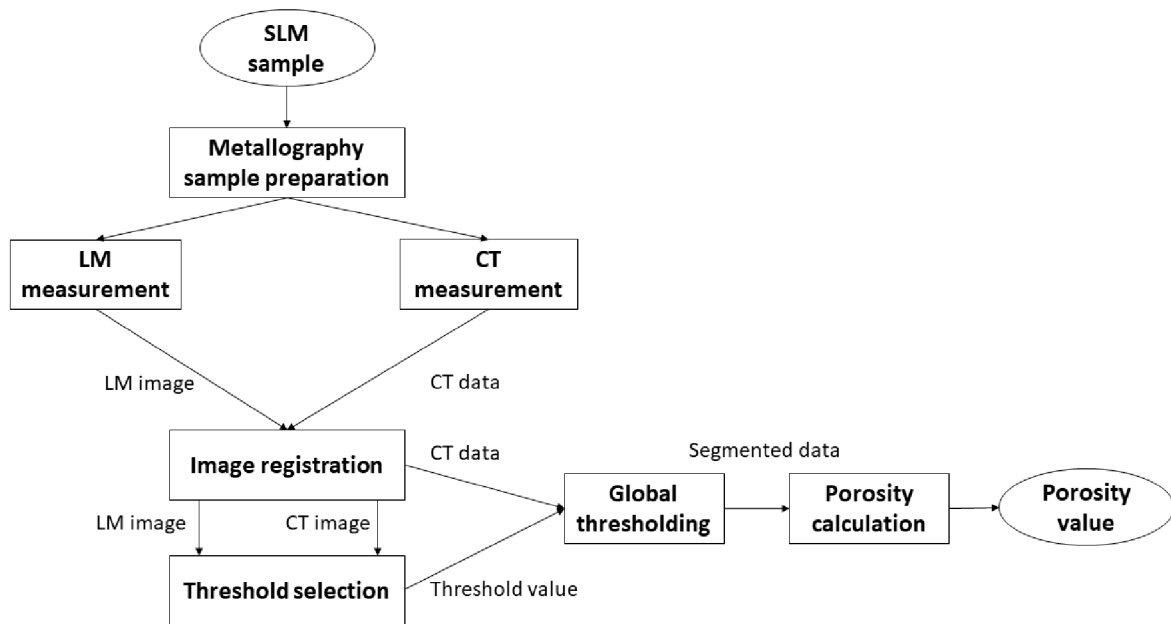 SLM
sample
Metallography
sample preparation
LM
measurement
CT
measurement
LM image
CT data
Image registration
CT data
LM image
CT image
Threshold selection
Threshold value
Global
thresholding
Segmented data
Porosity
calculation
Porosity
value